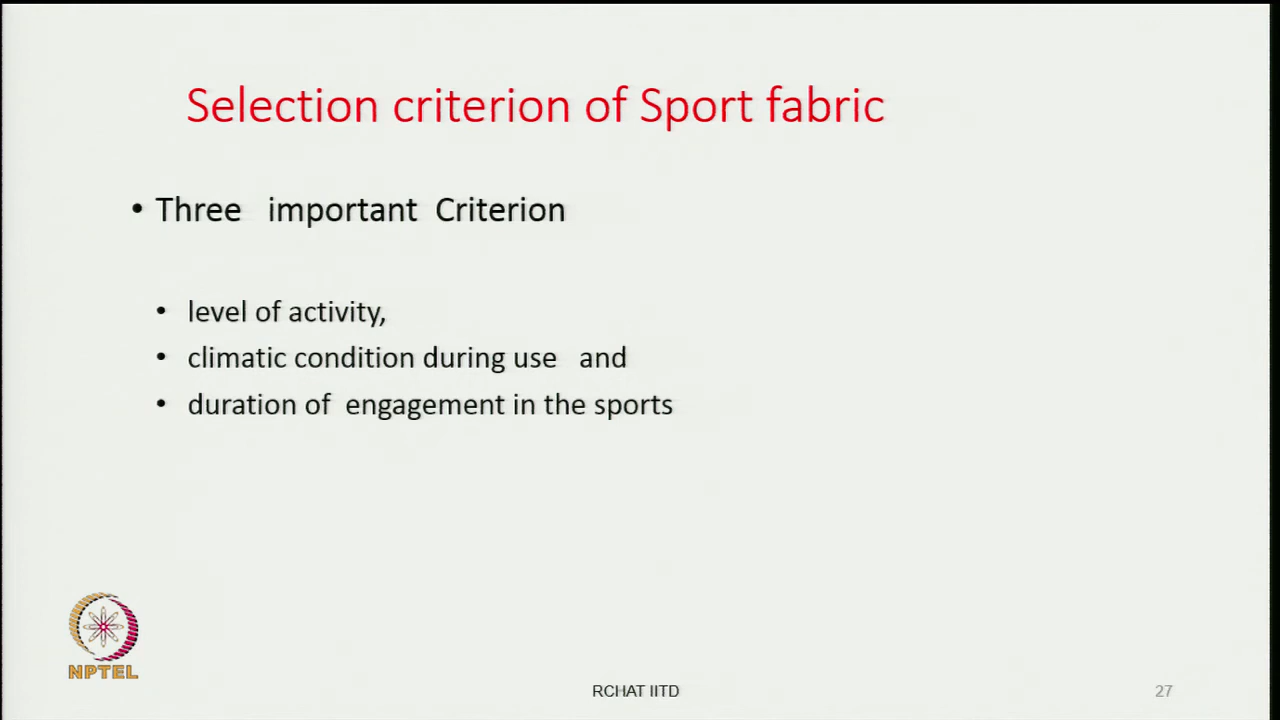 Selection criterion of Sport fabric
• Three important Criterion
• level of activity,
• climatic condition during use and
• duration of engagement in the sports
NPTEL
RCHAT IITD
27